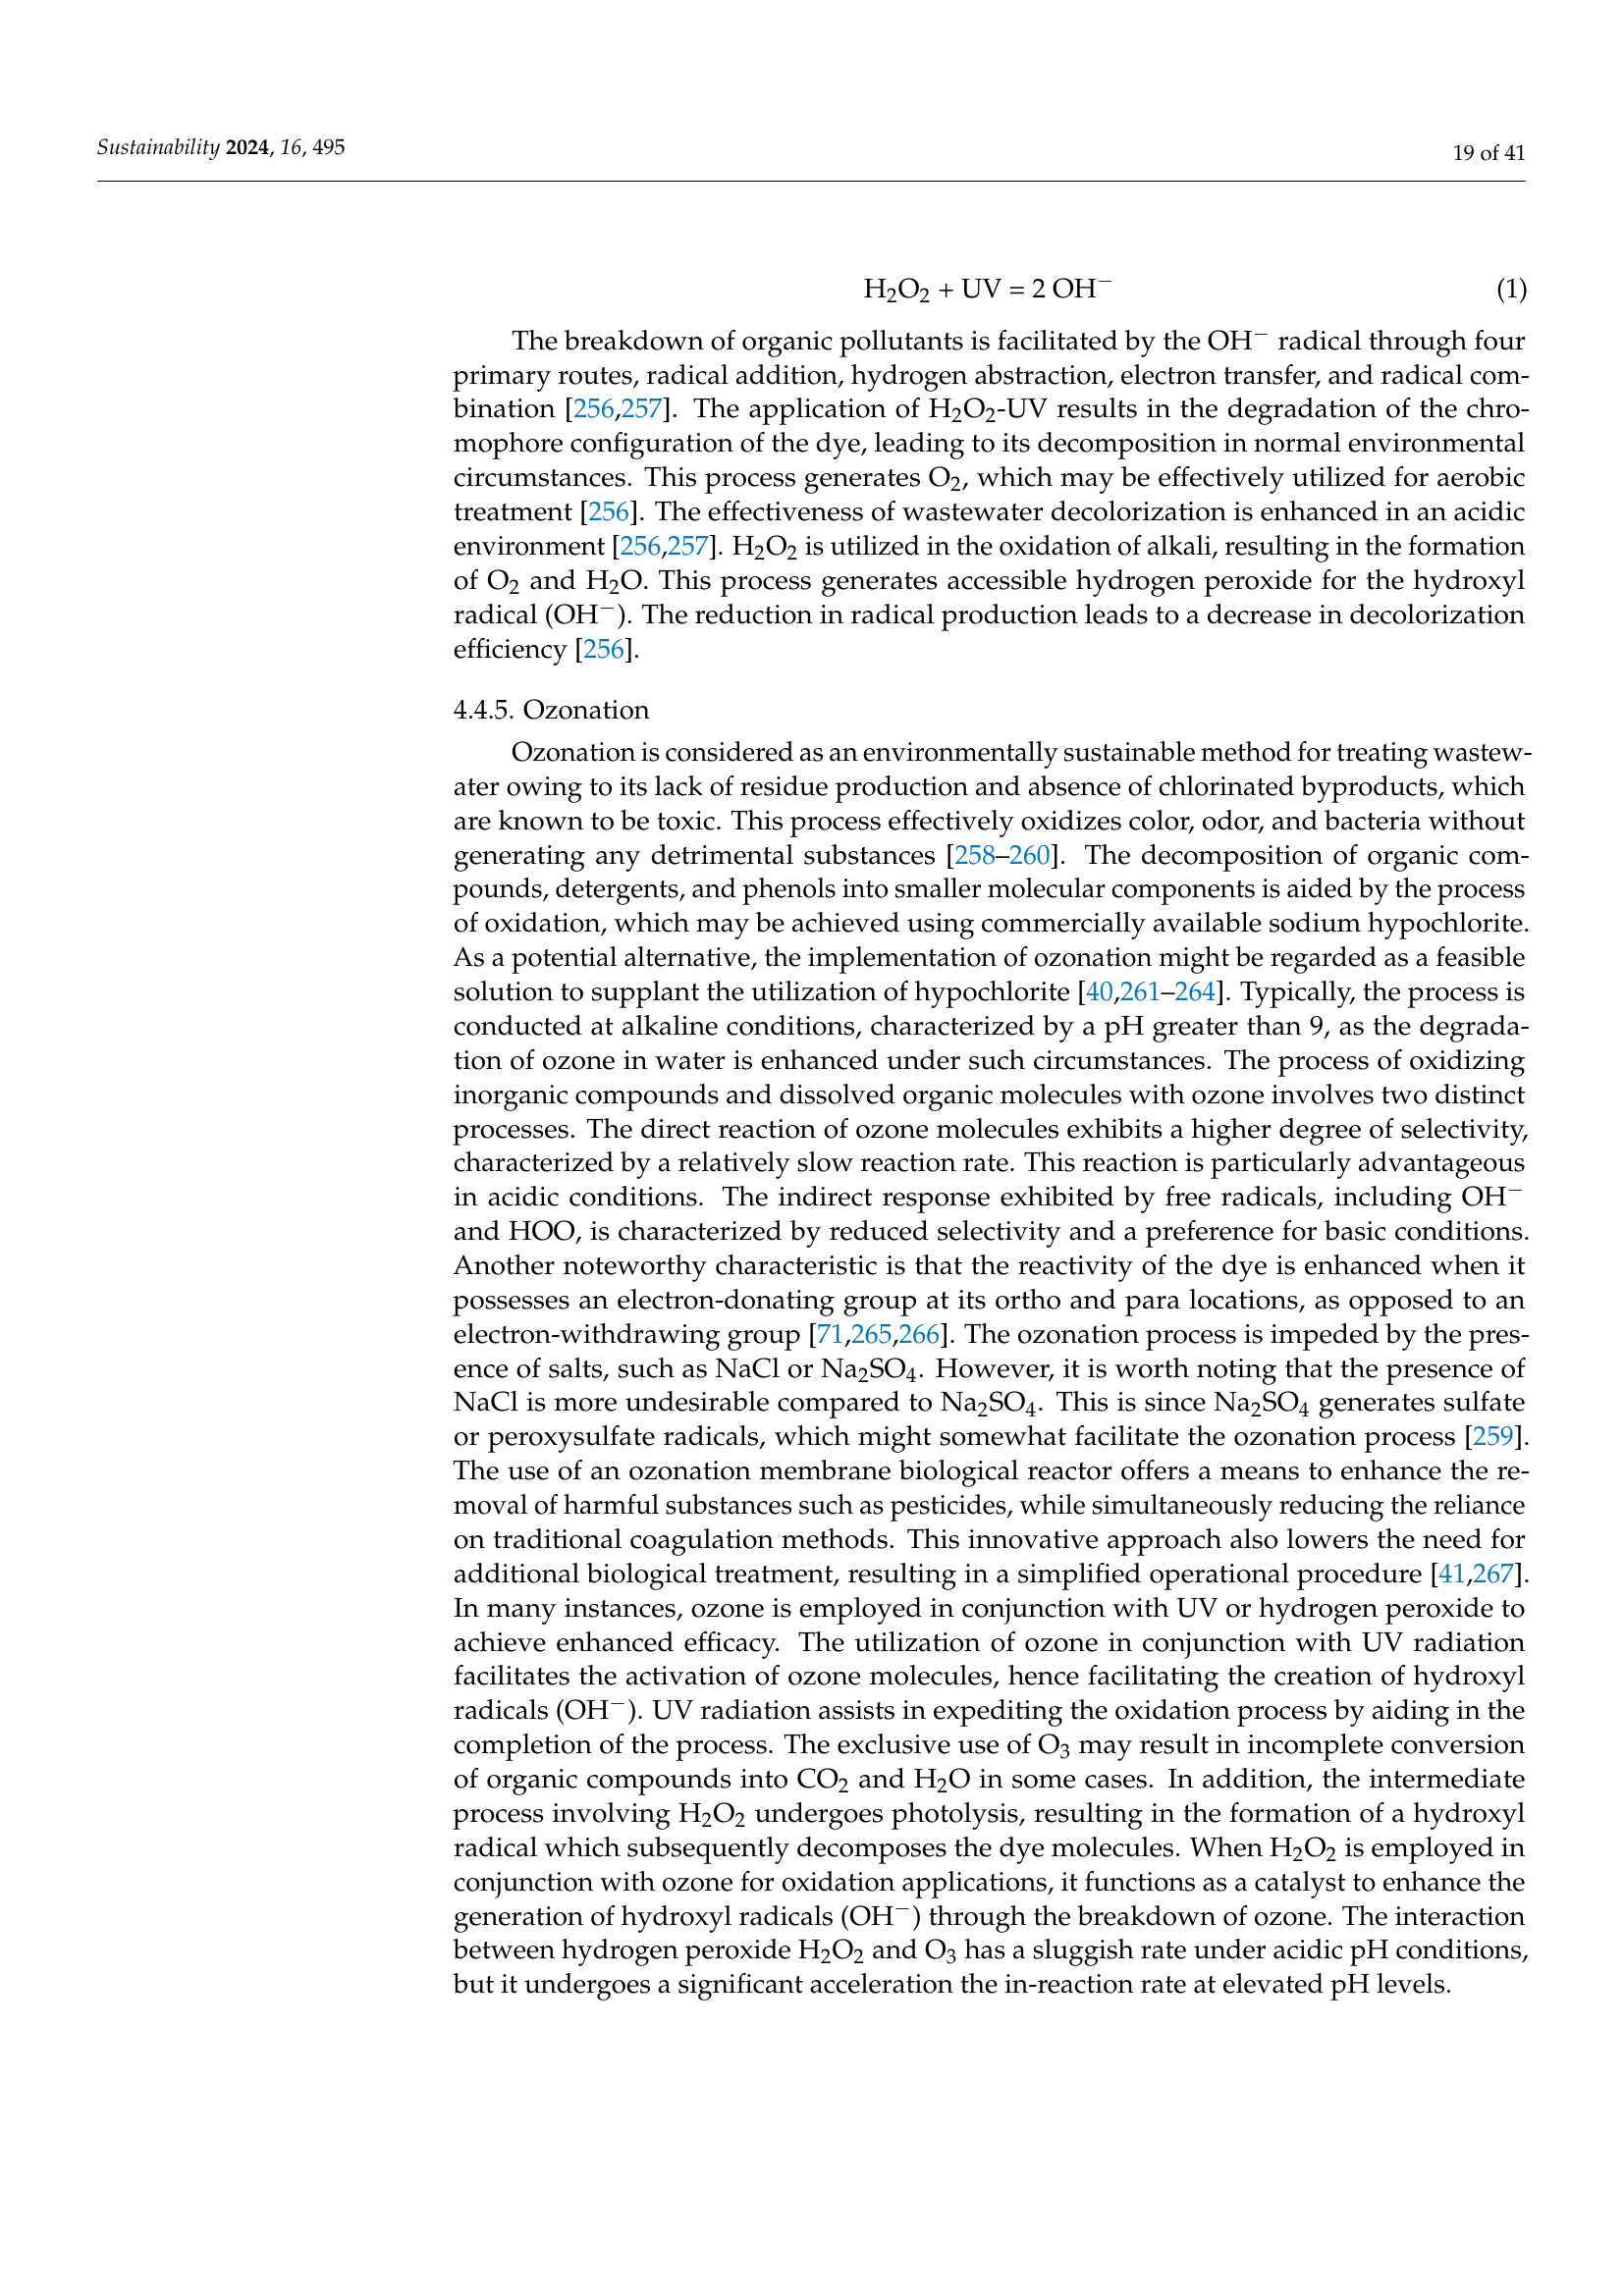 Sustainability 2024, 16, 495
19 of 41
H₂O₂ + UV = 2 OH⁻ (1)
The breakdown of organic pollutants is facilitated by the OH⁻ radical through four
primary routes, radical addition, hydrogen abstraction, electron transfer, and radical com-
bination [256,257]. The application of H₂O₂-UV results in the degradation of the chro-
mophore configuration of the dye, leading to its decomposition in normal environmental
circumstances. This process generates O₂, which may be effectively utilized for aerobic
treatment [256]. The effectiveness of wastewater decolorization is enhanced in an acidic
environment [256,257]. H₂O₂ is utilized in the oxidation of alkali, resulting in the formation
of O₂ and H₂O. This process generates accessible hydrogen peroxide for the hydroxyl
radical (OH⁻). The reduction in radical production leads to a decrease in decolorization
efficiency [256].
4.4.5. Ozonation
Ozonation is considered as an environmentally sustainable method for treating wastew-
ater owing to its lack of residue production and absence of chlorinated byproducts, which
are known to be toxic. This process effectively oxidizes color, odor, and bacteria without
generating any detrimental substances [258–260]. The decomposition of organic com-
pounds, detergents, and phenols into smaller molecular components is aided by the process
of oxidation, which may be achieved using commercially available sodium hypochlorite.
As a potential alternative, the implementation of ozonation might be regarded as a feasible
solution to supplant the utilization of hypochlorite [40,261–264]. Typically, the process is
conducted at alkaline conditions, characterized by a pH greater than 9, as the degrada-
tion of ozone in water is enhanced under such circumstances. The process of oxidizing
inorganic compounds and dissolved organic molecules with ozone involves two distinct
processes. The direct reaction of ozone molecules exhibits a higher degree of selectivity,
characterized by a relatively slow reaction rate. This reaction is particularly advantageous
in acidic conditions. The indirect response exhibited by free radicals, including OH⁻
and HOO, is characterized by reduced selectivity and a preference for basic conditions.
Another noteworthy characteristic is that the reactivity of the dye is enhanced when it
possesses an electron-donating group at its ortho and para locations, as opposed to an
electron-withdrawing group [71,265,266]. The ozonation process is impeded by the pres-
ence of salts, such as NaCl or Na₂SO₄. However, it is worth noting that the presence of
NaCl is more undesirable compared to Na₂SO₄. This is since Na₂SO₄ generates sulfate
or peroxysulfate radicals, which might somewhat facilitate the ozonation process [259].
The use of an ozonation membrane biological reactor offers a means to enhance the re-
moval of harmful substances such as pesticides, while simultaneously reducing the reliance
on traditional coagulation methods. This innovative approach also lowers the need for
additional biological treatment, resulting in a simplified operational procedure [41,267].
In many instances, ozone is employed in conjunction with UV or hydrogen peroxide to
achieve enhanced efficacy. The utilization of ozone in conjunction with UV radiation
facilitates the activation of ozone molecules, hence facilitating the creation of hydroxyl
radicals (OH⁻). UV radiation assists in expediting the oxidation process by aiding in the
completion of the process. The exclusive use of O₃ may result in incomplete conversion
of organic compounds into CO₂ and H₂O in some cases. In addition, the intermediate
process involving H₂O₂ undergoes photolysis, resulting in the formation of a hydroxyl
radical which subsequently decomposes the dye molecules. When H₂O₂ is employed in
conjunction with ozone for oxidation applications, it functions as a catalyst to enhance the
generation of hydroxyl radicals (OH⁻) through the breakdown of ozone. The interaction
between hydrogen peroxide H₂O₂ and O₃ has a sluggish rate under acidic pH conditions,
but it undergoes a significant acceleration the in-reaction rate at elevated pH levels.